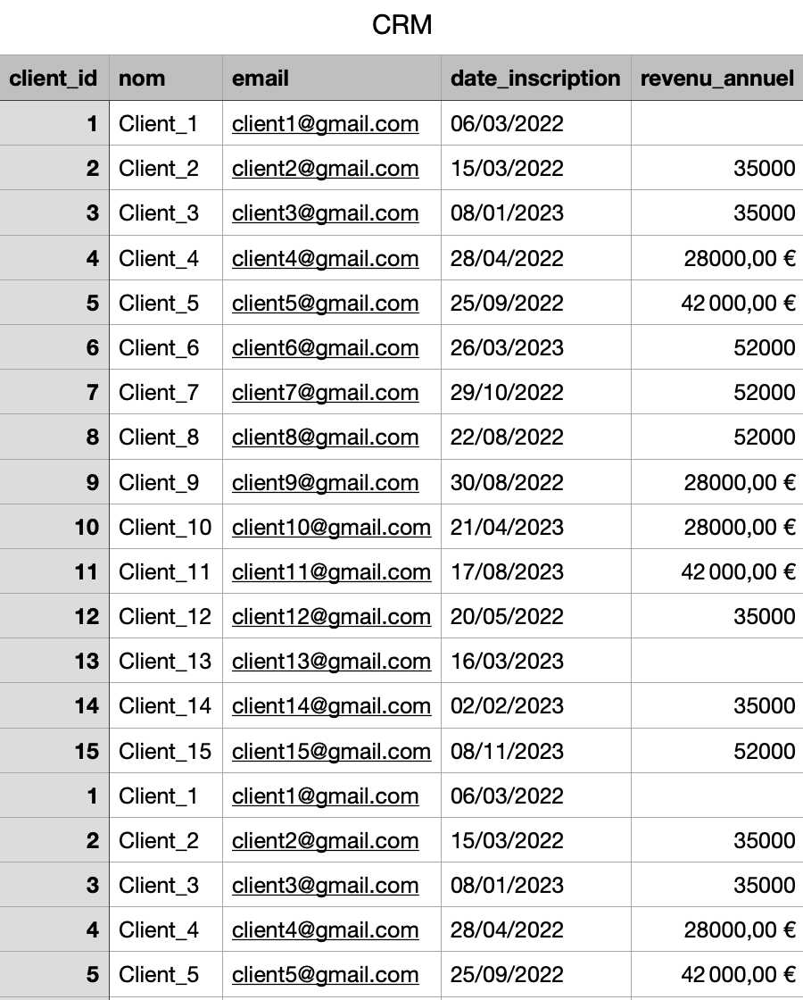 CRM
client_id nom email date_inscription revenu_annuel
1 Client_1 client1@gmail.com 06/03/2022
2 Client_2 client2@gmail.com 15/03/2022 35000
3 Client_3 client3@gmail.com 08/01/2023 35000
4 Client_4 client4@gmail.com 28/04/2022 28000,00 €
5 Client_5 client5@gmail.com 25/09/2022 42 000,00 €
6 Client_6 client6@gmail.com 26/03/2023 52000
7 Client_7 client7@gmail.com 29/10/2022 52000
8 Client_8 client8@gmail.com 22/08/2022 52000
9 Client_9 client9@gmail.com 30/08/2022 28000,00 €
10 Client_10 client10@gmail.com 21/04/2023 28000,00 €
11 Client_11 client11@gmail.com 17/08/2023 42 000,00 €
12 Client_12 client12@gmail.com 20/05/2022 35000
13 Client_13 client13@gmail.com 16/03/2023
14 Client_14 client14@gmail.com 02/02/2023 35000
15 Client_15 client15@gmail.com 08/11/2023 52000
1 Client_1 client1@gmail.com 06/03/2022
2 Client_2 client2@gmail.com 15/03/2022 35000
3 Client_3 client3@gmail.com 08/01/2023 35000
4 Client_4 client4@gmail.com 28/04/2022 28000,00 €
5 Client_5 client5@gmail.com 25/09/2022 42 000,00 €